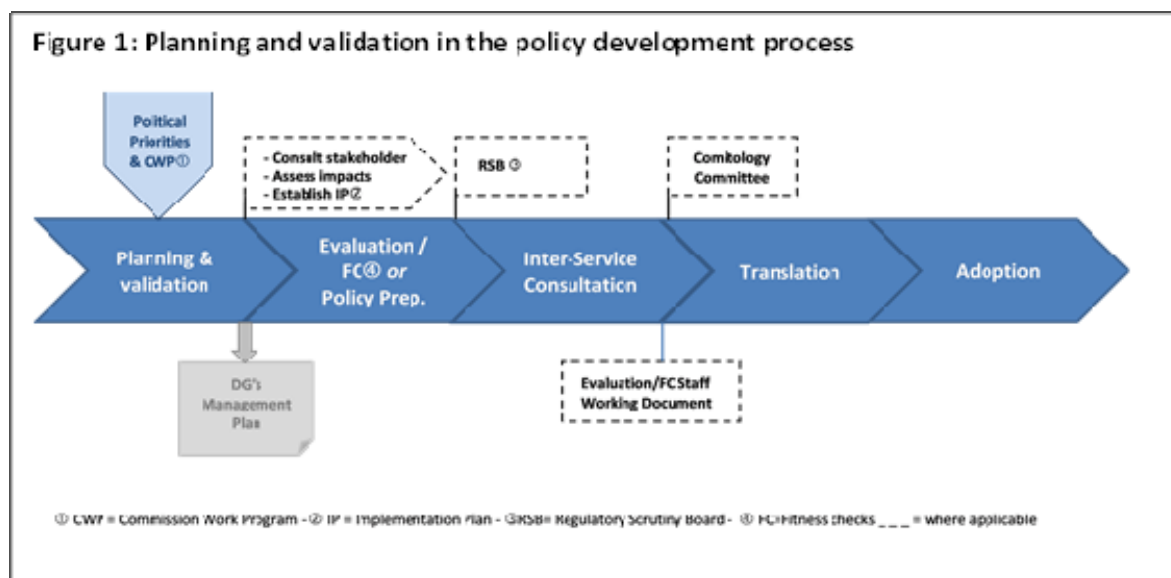 Figure 1: Planning and validation in the policy development process
Political
Priorities
& CWP①
- Consult stakeholder
- Assess impacts
- Establish IP②
RSB ③
Comitology
Committee
Planning &
validation
Evaluation /
FC④ or
Policy Prep.
Inter-Service
Consultation
Translation
Adoption
DG's
Management
Plan
Evaluation/FCStaff
Working Document
① CWP = Commission Work Program - ② IP = Implementation Plan - ③RSB= Regulatory Scrutiny Board - ④ FC=Fitness checks _ _ _ = where applicable